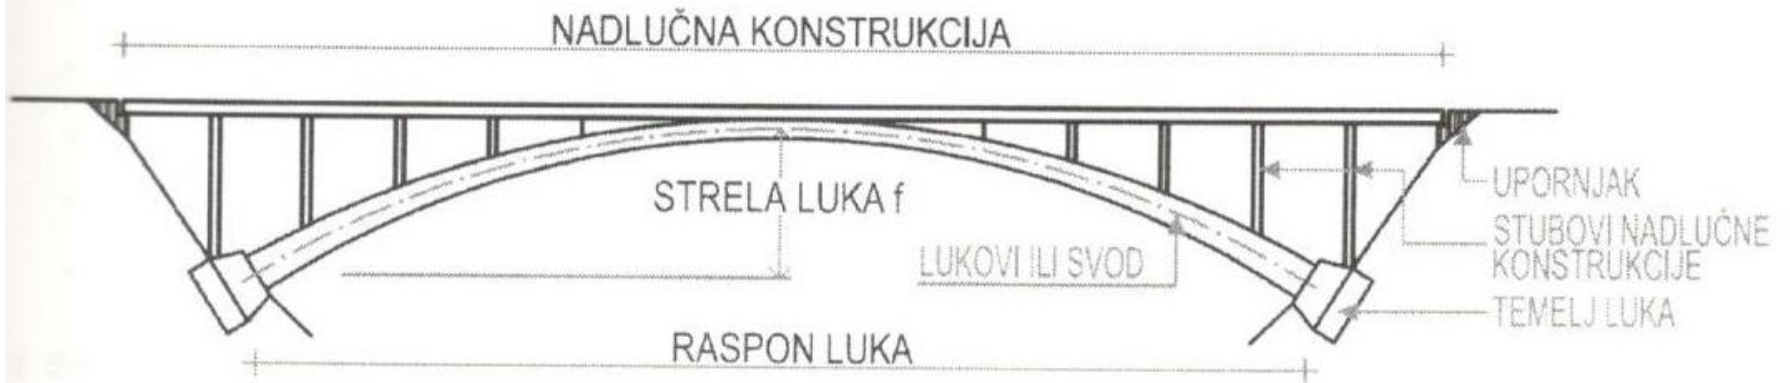 NADLUČNA KONSTRUKCIJA
STRELA LUKA f
LUKOVI ILI SVOD
UPORNJAK
STUBOVI NADLUČNE
KONSTRUKCIJE
TEMELJ LUKA
RASPON LUKA